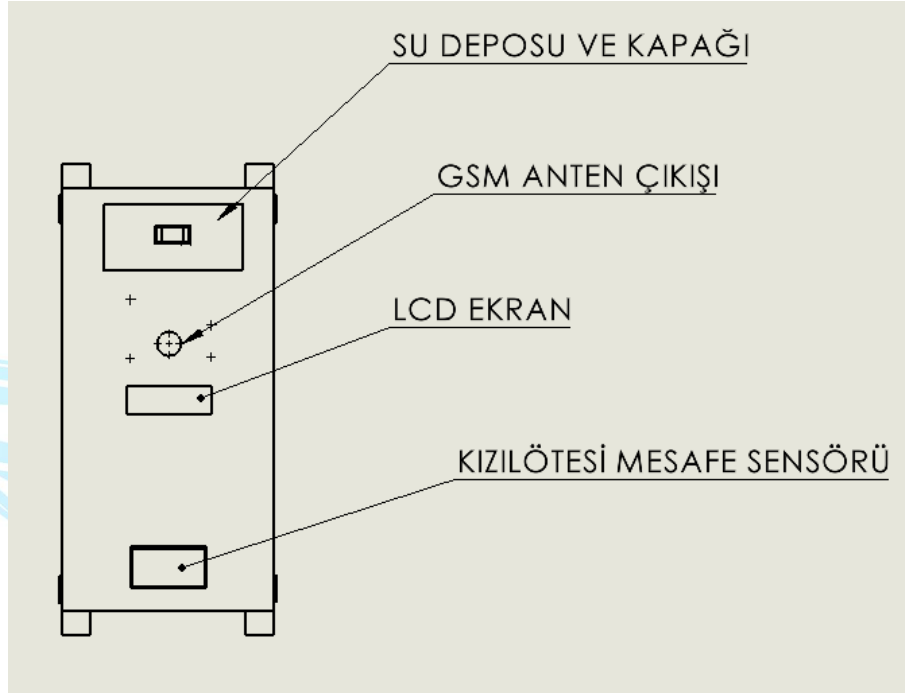 SU DEPOSU VE KAPAĞI
GSM ANTEN ÇIKIŞI
LCD EKRAN
KIZILÖTESİ MESAFE SENSÖRÜ